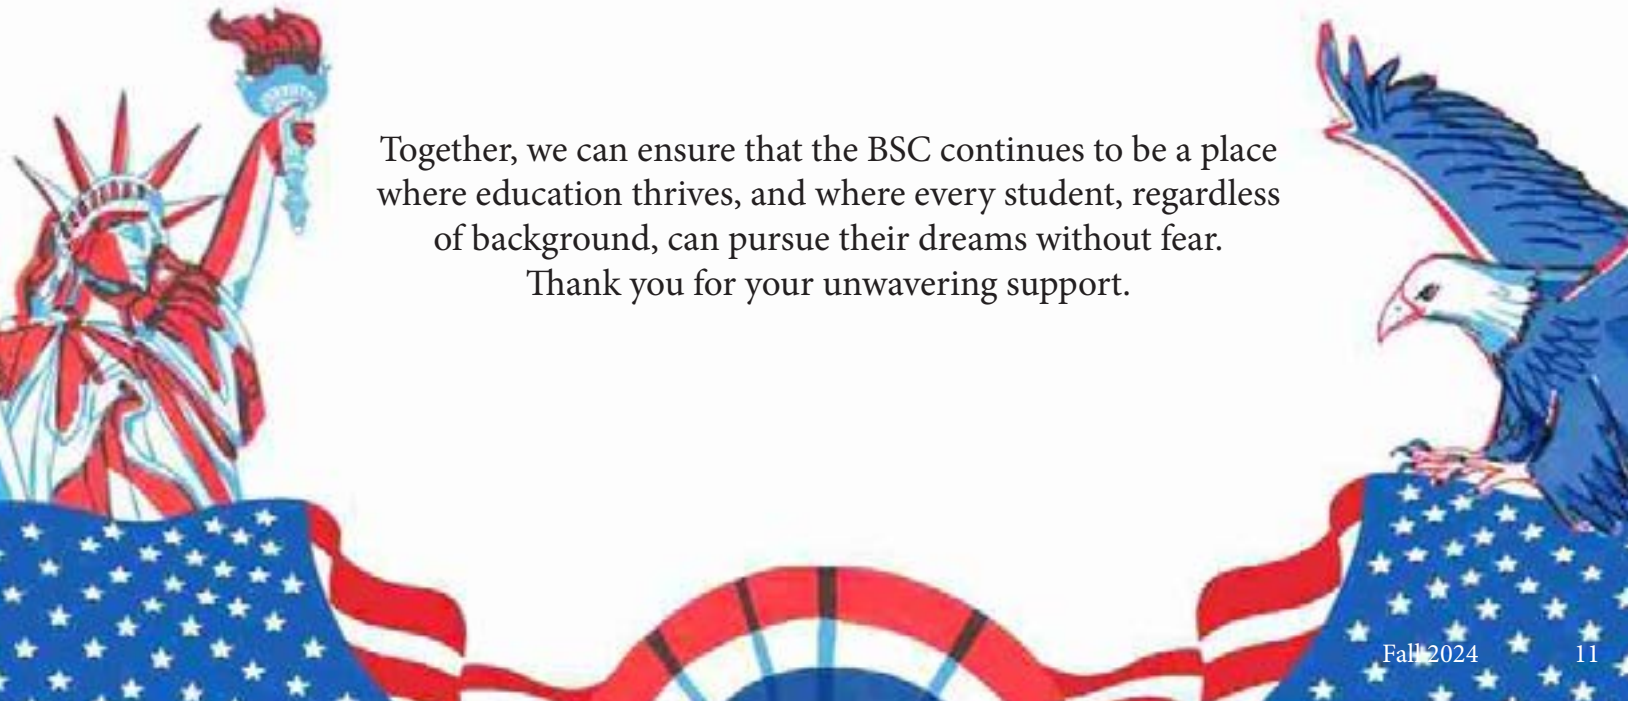 Together, we can ensure that the BSC continues to be a place
where education thrives, and where every student, regardless
of background, can pursue their dreams without fear.
Thank you for your unwavering support.
Fall 2024 11